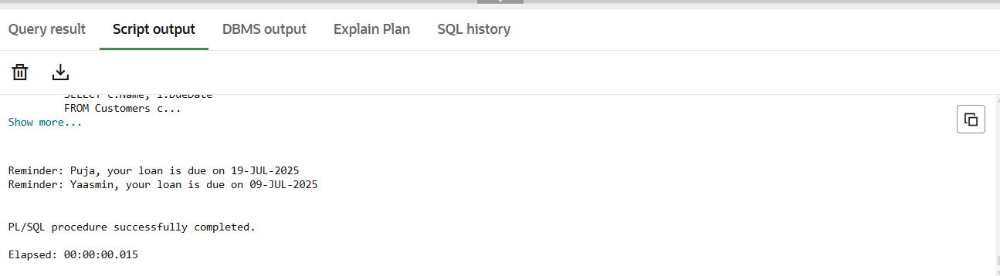 Query result Script output DBMS output Explain Plan SQL history
SELECT c.Name, l.DueDate
FROM Customers c...
Show more...
Reminder: Puja, your loan is due on 19-JUL-2025
Reminder: Yaasmin, your loan is due on 09-JUL-2025
PL/SQL procedure successfully completed.
Elapsed: 00:00:00.015